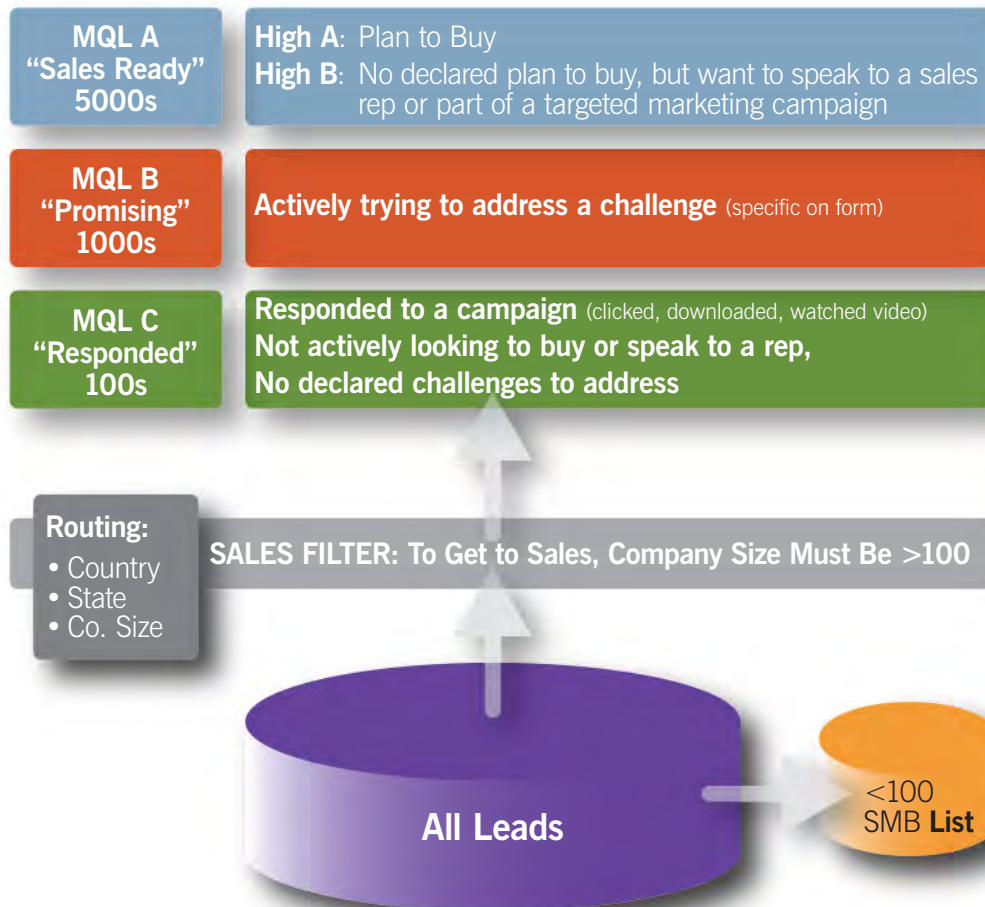 MQL A
“Sales Ready”
5000s
High A: Plan to Buy
High B: No declared plan to buy, but want to speak to a sales
rep or part of a targeted marketing campaign
MQL B
“Promising”
1000s
Actively trying to address a challenge (specific on form)
MQL C
“Responded”
100s
Responded to a campaign (clicked, downloaded, watched video)
Not actively looking to buy or speak to a rep,
No declared challenges to address
Routing:
• Country
• State
• Co. Size
SALES FILTER: To Get to Sales, Company Size Must Be >100
All Leads
<100
SMB List